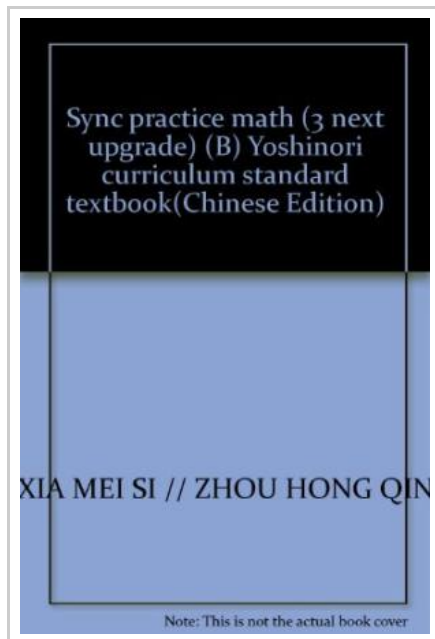 Sync practice math (3 next
upgrade) (B) Yoshinori
curriculum standard
textbook(Chinese Edition)
XIA MEI SI // ZHOU HONG QIN
Note: This is not the actual book cover